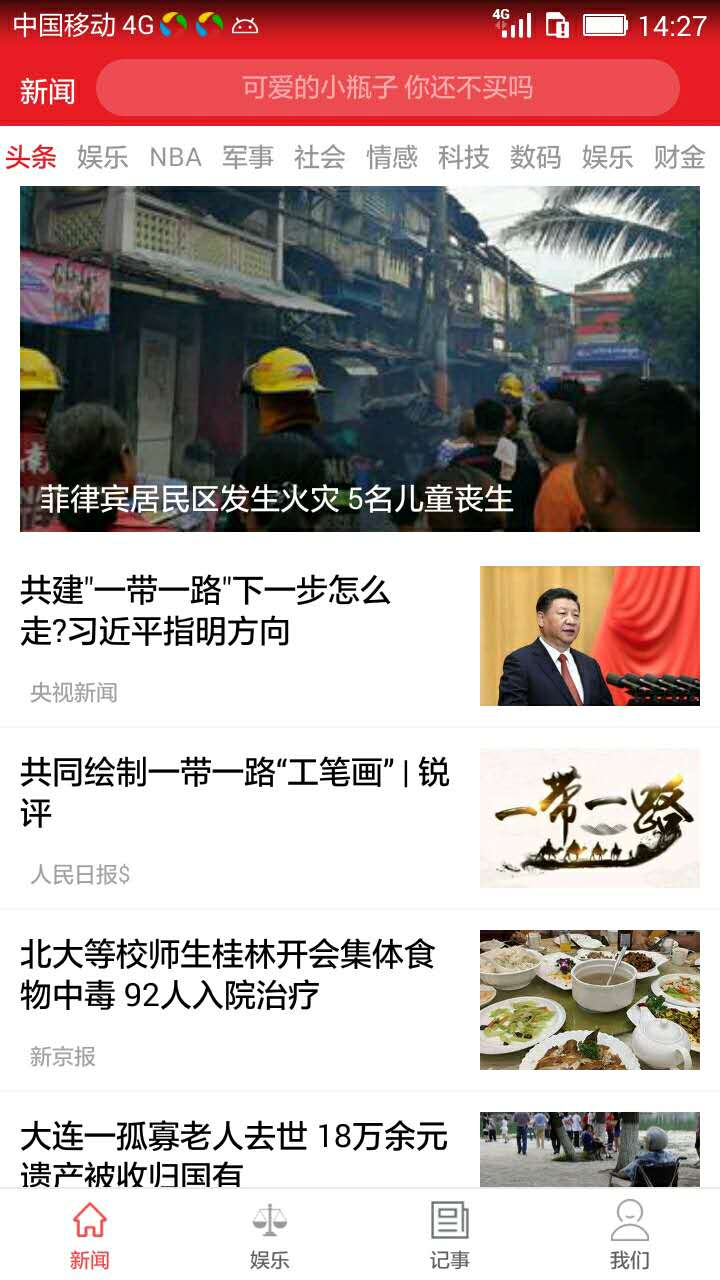 中国移动 4G 4G 14:27
新闻 可爱的小瓶子 你还不买吗
头条 娱乐 NBA 军事 社会 情感 科技 数码 娱乐 财金
菲律宾居民区发生火灾 5名儿童丧生
共建"一带一路"下一步怎么
走?习近平指明方向
央视新闻
共同绘制一带一路“工笔画” | 锐
评
一带一路
人民日报$
北大等校师生桂林开会集体食
物中毒 92人入院治疗
新京报
大连一孤寡老人去世 18万余元
遗产被收归国有
新闻 娱乐 记事 我们